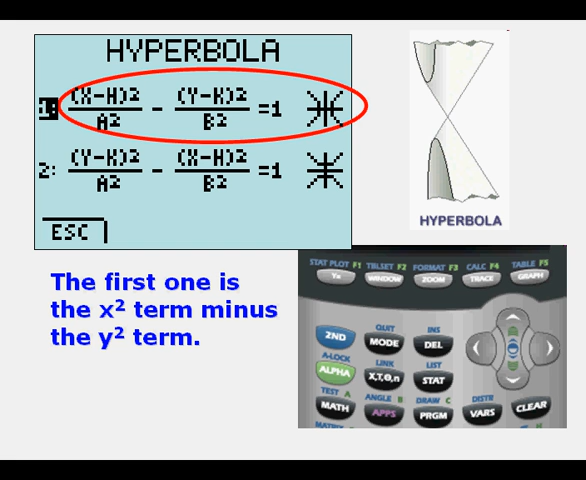 HYPERBOLA
1: (X-H)² / A² - (Y-K)² / B² =1
2: (Y-K)² / A² - (X-H)² / B² =1
ESC
HYPERBOLA
The first one is
the x² term minus
the y² term.
STAT PLOT F1 TBLSET F2 FORMAT F3 CALC F4 TABLE F5
Y= WINDOW ZOOM TRACE GRAPH
QUIT INS
2ND MODE DEL
A-LOCK LINK LIST
ALPHA X,T,Θ,n STAT
TEST A ANGLE B DRAW C DISTR
MATH APPS PRGM VARS CLEAR